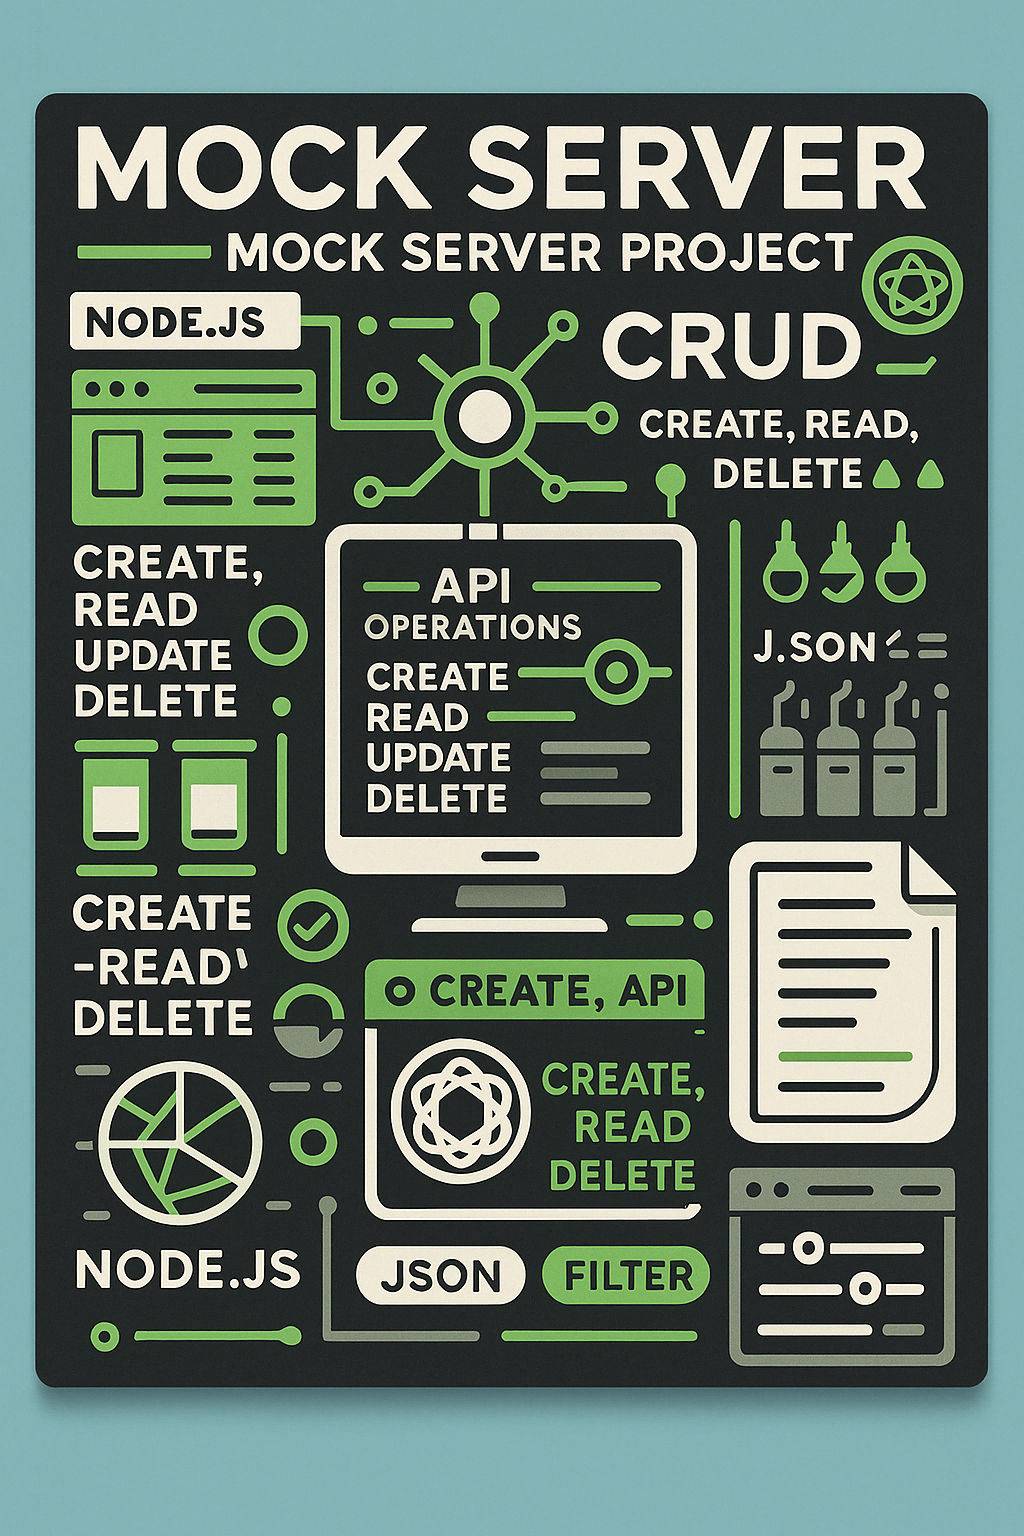 MOCK SERVER
MOCK SERVER PROJECT
NODE.JS
CRUD
CREATE, READ,
DELETE
CREATE,
READ
UPDATE
DELETE
API
OPERATIONS
CREATE
READ
UPDATE
DELETE
J.SON
CREATE
-READ'
DELETE
O CREATE, API
CREATE,
READ
DELETE
NODE.JS
JSON
FILTER